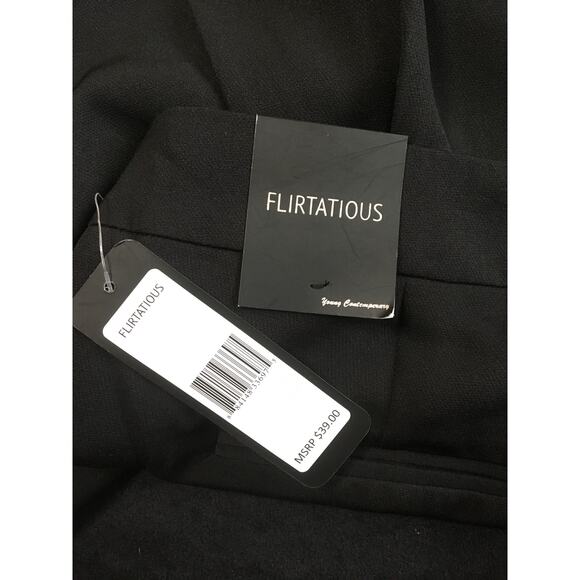 FLIRTATIOUS
Young Contemporary
FLIRTATIOUS
MSRP $39.00